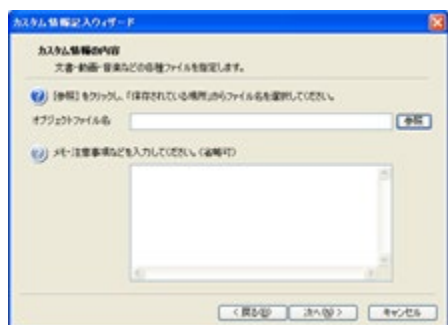 カスタム情報記入ウィザード
カスタム情報の内容
文書・動画・音楽などの各種ファイルを指定します。
[参照]をクリックし、「保存されている場所」からファイル名を選択してください。
オブジェクトファイル名
参照
メモ・注意事項などを入力してください。(省略可)
< 戻る(B)
次へ(N) >
キャンセル